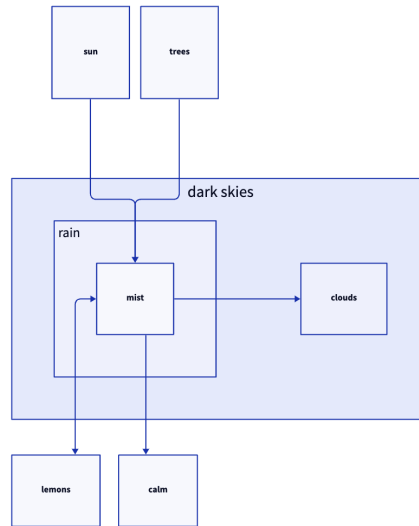 sun
trees
dark skies
rain
mist
clouds
lemons
calm